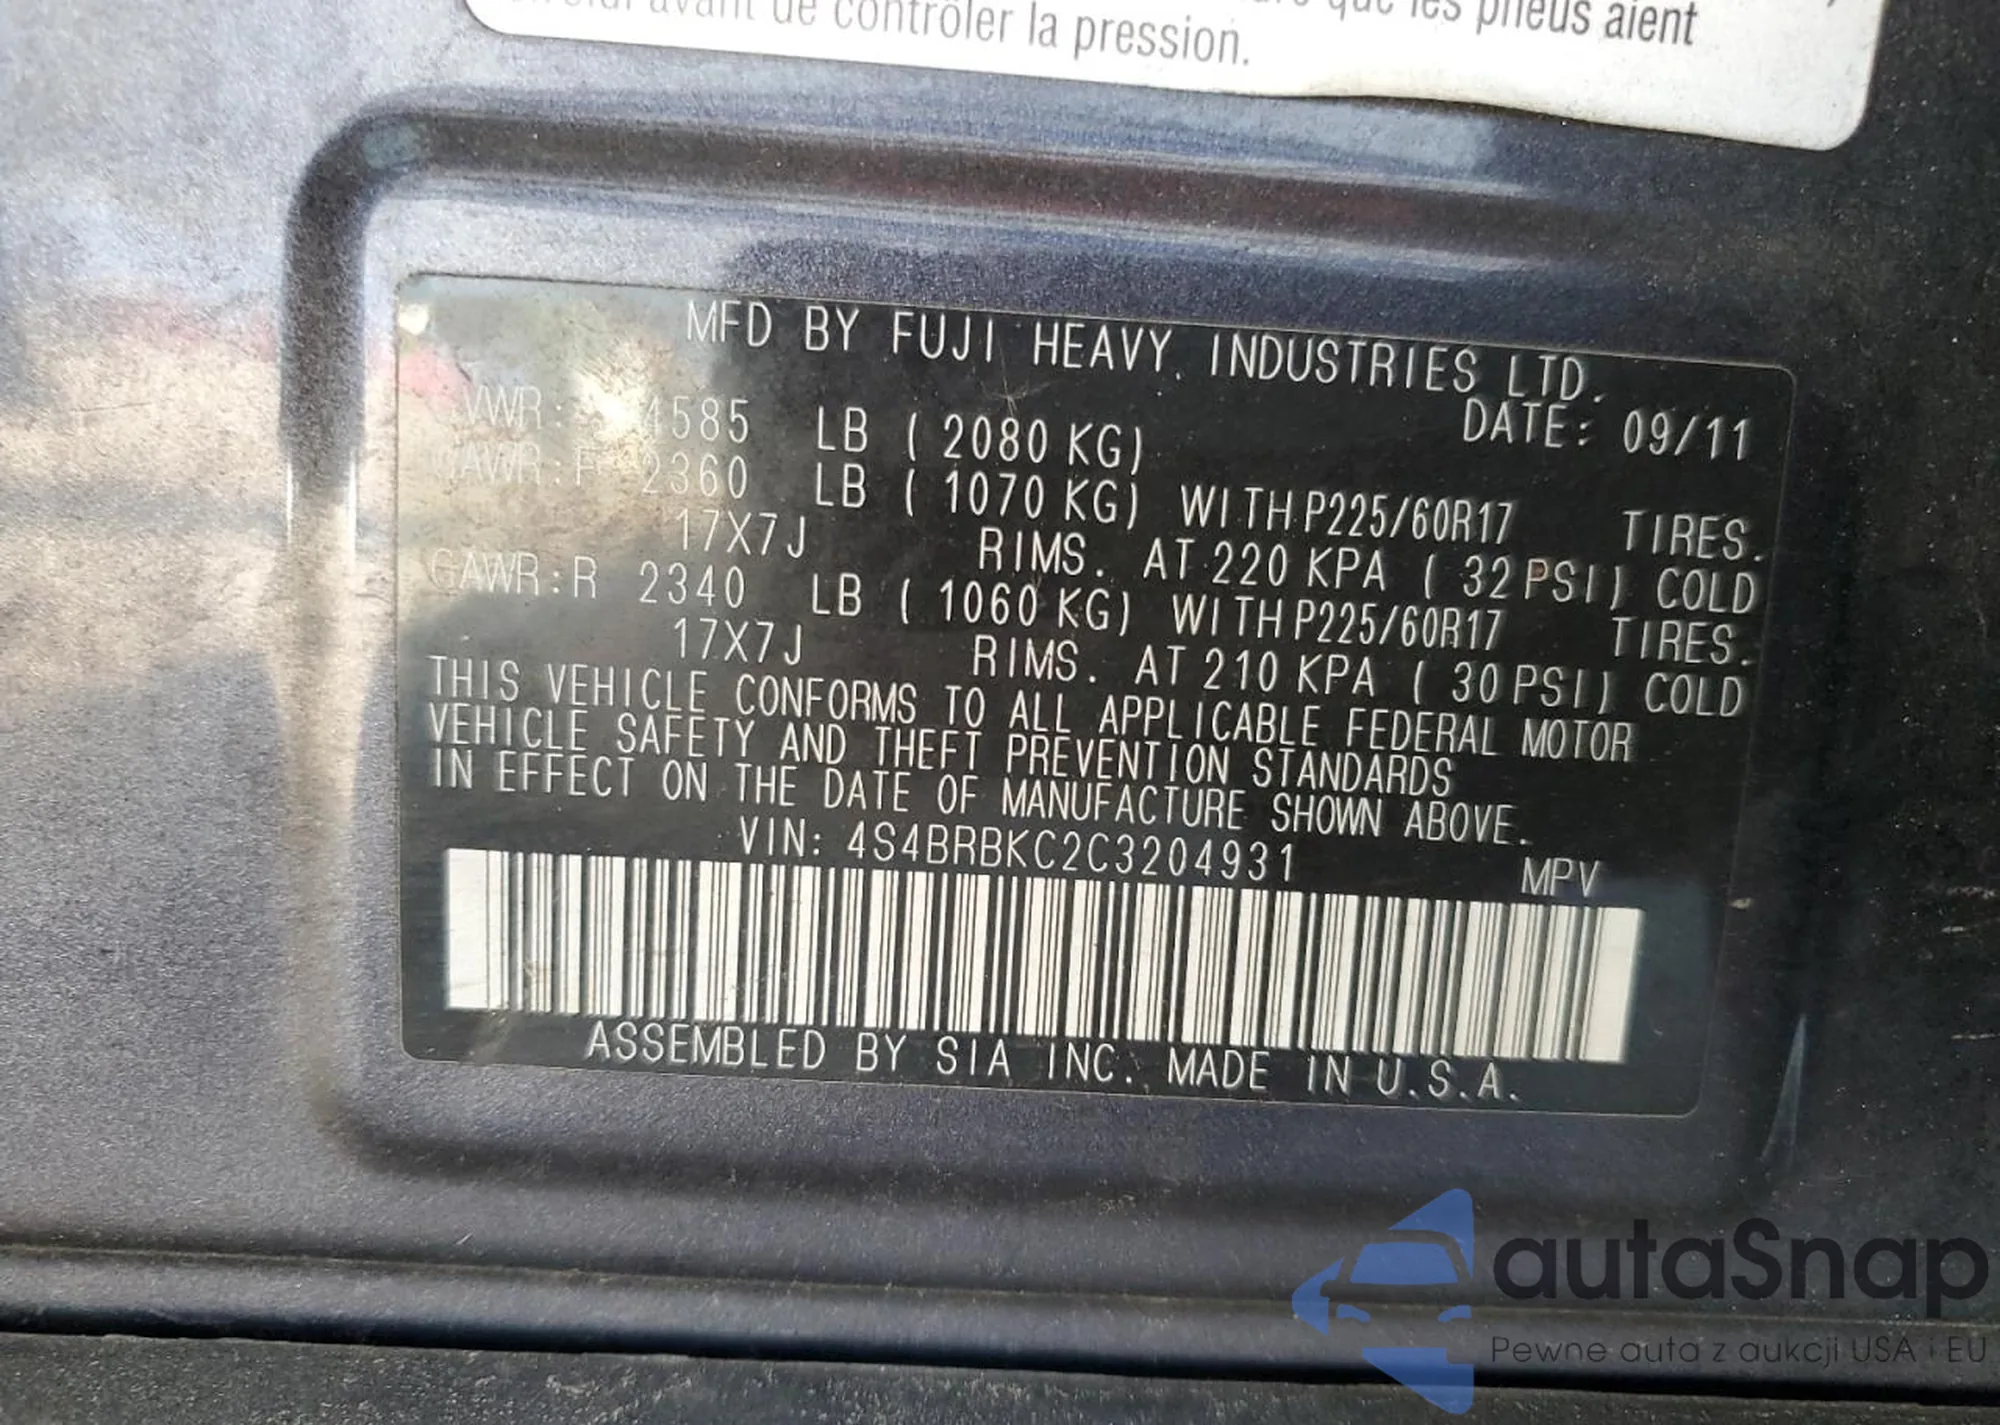 avant de contrôler la pression.
que les pneus aient
MFD BY FUJI HEAVY INDUSTRIES LTD.
DATE: 09/11
GVWR: 4585 LB ( 2080 KG)
GAWR:F 2360 LB ( 1070 KG) WITH P225/60R17 TIRES.
17X7J RIMS. AT 220 KPA ( 32 PSI) COLD
GAWR:R 2340 LB ( 1060 KG) WITH P225/60R17 TIRES.
17X7J RIMS. AT 210 KPA ( 30 PSI) COLD
THIS VEHICLE CONFORMS TO ALL APPLICABLE FEDERAL MOTOR
VEHICLE SAFETY AND THEFT PREVENTION STANDARDS
IN EFFECT ON THE DATE OF MANUFACTURE SHOWN ABOVE.
VIN: 4S4BRBKC2C3204931 MPV
ASSEMBLED BY SIA INC. MADE IN U.S.A.
autaSnap
Pewne auta z aukcji USA i EU